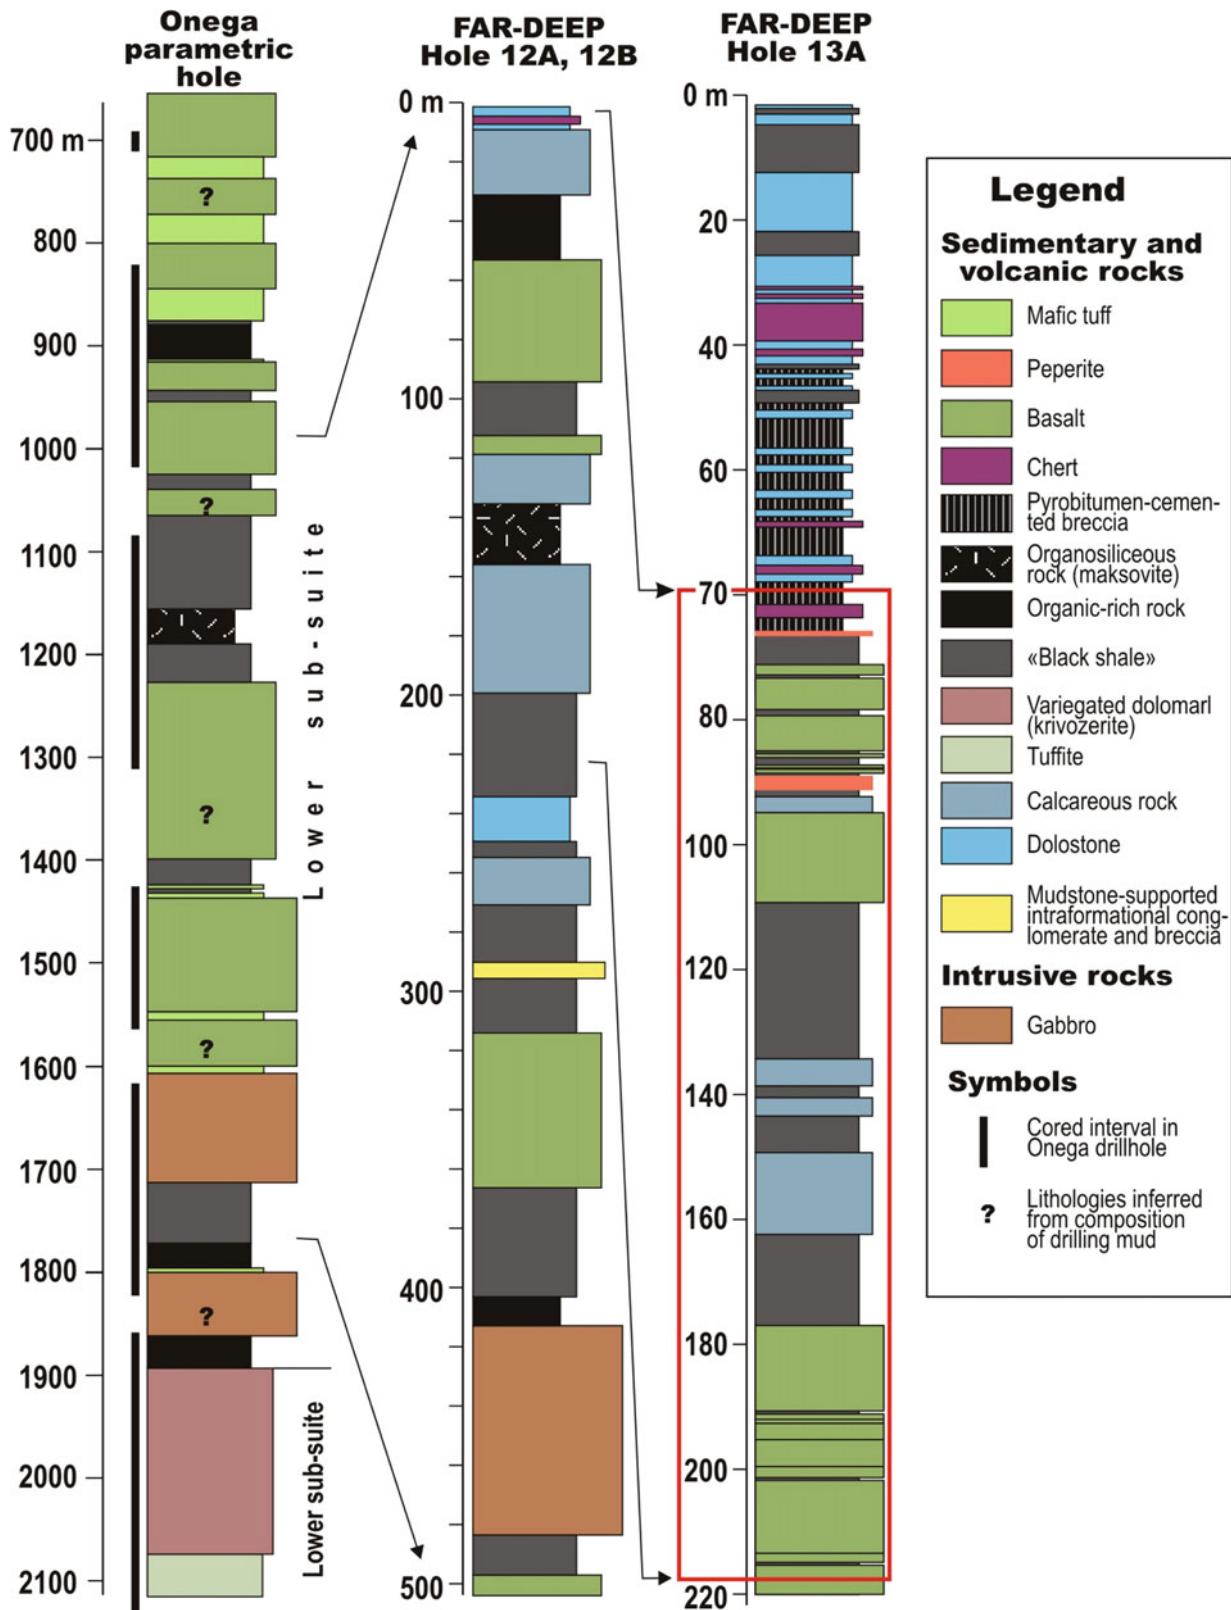 Onega
parametric
hole
FAR-DEEP
Hole 12A, 12B
FAR-DEEP
Hole 13A
700 m
800
900
1000
1100
1200
1300
1400
1500
1600
1700
1800
1900
2000
2100
?
?
?
?
?
Lower sub-suite
Lower sub-suite
0 m
100
200
300
400
500
0 m
20
40
60
70
80
100
120
140
160
180
200
220
Legend
Sedimentary and
volcanic rocks
Mafic tuff
Peperite
Basalt
Chert
Pyrobitumen-cemen-
ted breccia
Organosiliceous
rock (maksovite)
Organic-rich rock
«Black shale»
Variegated dolomarl
(krivozerite)
Tuffite
Calcareous rock
Dolostone
Mudstone-supported
intraformational cong-
lomerate and breccia
Intrusive rocks
Gabbro
Symbols
Cored interval in
Onega drillhole
? Lithologies inferred
from composition
of drilling mud